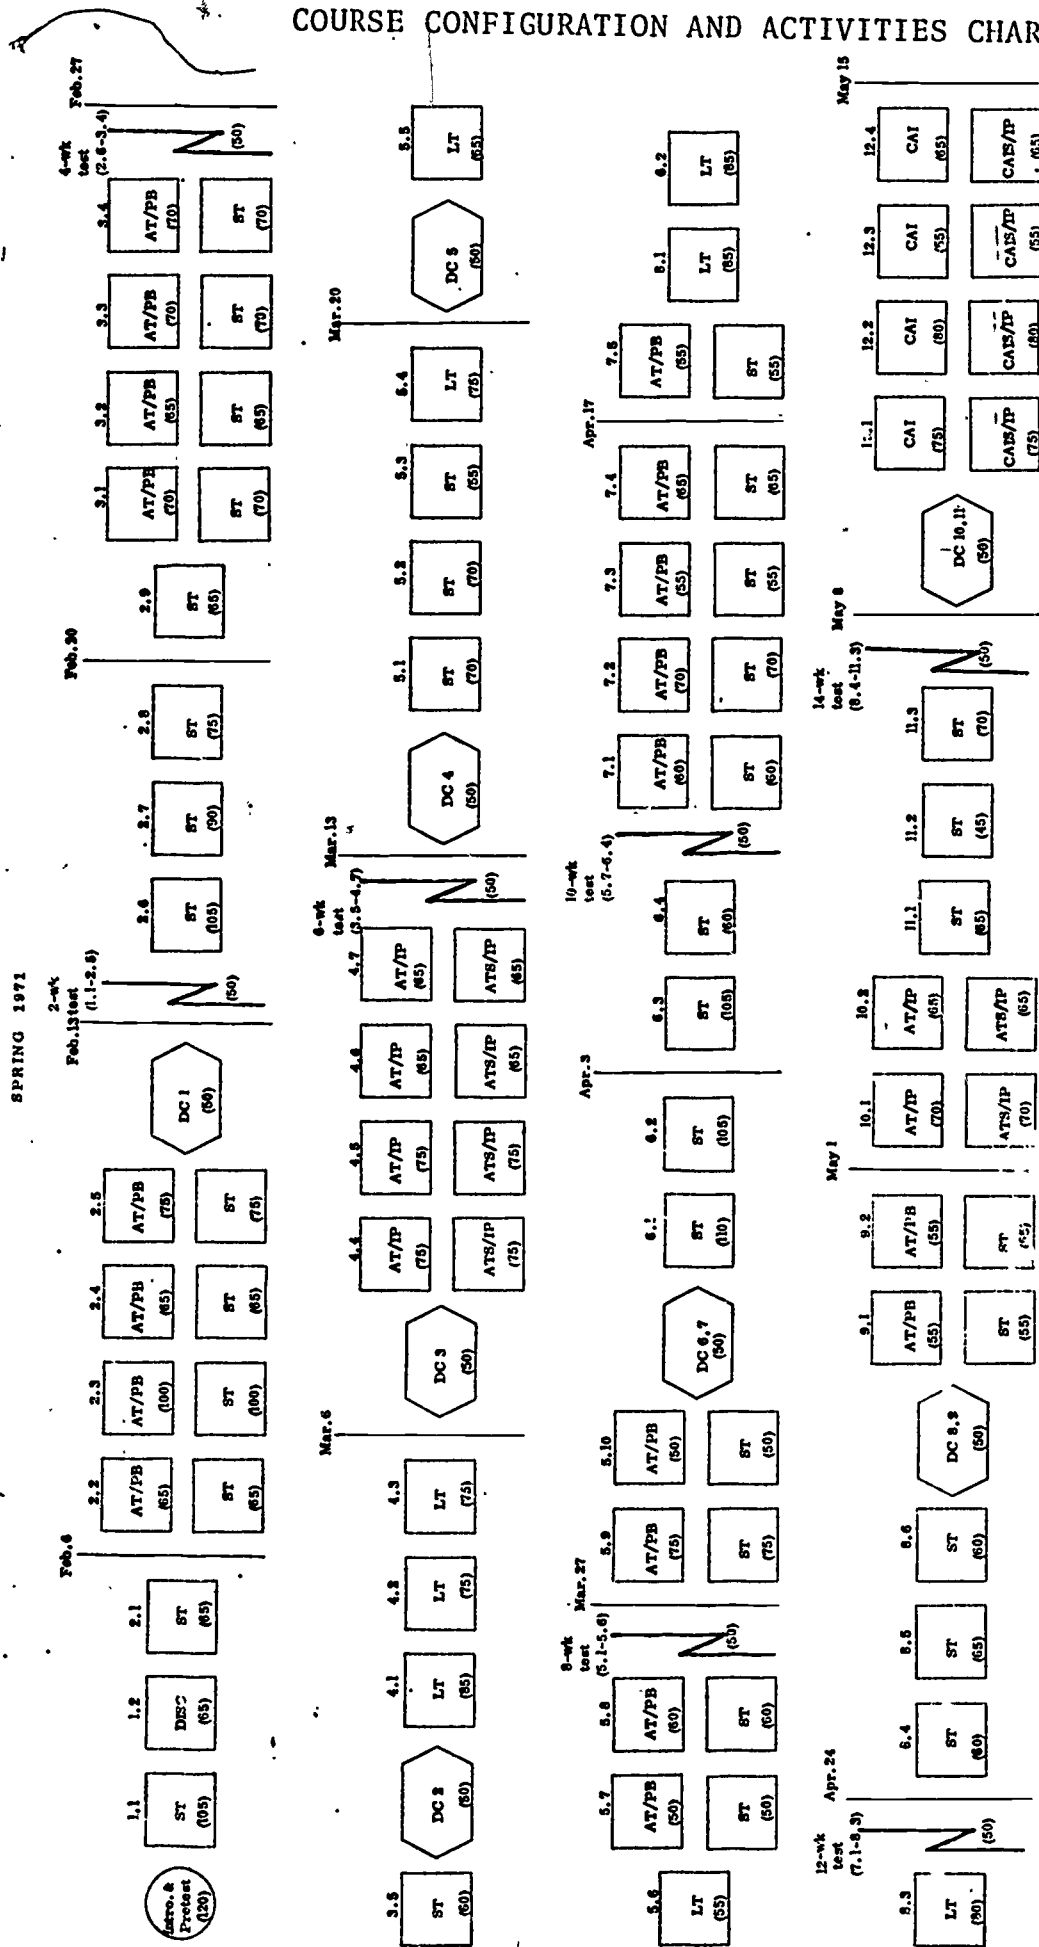 COURSE CONFIGURATION AND ACTIVITIES CHAR
SPRING 1971
Intro. &
Pretest
(120)
1.1
ST
(105)
1.2
DISC
(65)
2.1
ST
(65)
Feb. 6
2.2
AT/PB
(65)
ST
(65)
2.3
AT/PB
(100)
ST
(100)
2.4
AT/PB
(65)
ST
(65)
2.5
AT/PB
(75)
ST
(75)
DC 1
(50)
Feb. 13
2-wk
test
(1.1-2.5)
(50)
2.6
ST
(105)
2.7
ST
(90)
2.8
ST
(75)
Feb. 20
2.9
ST
(65)
3.1
AT/PB
(70)
ST
(70)
3.2
AT/PB
(65)
ST
(65)
3.3
AT/PB
(70)
ST
(70)
3.4
AT/PB
(70)
ST
(70)
4-wk
test
(2.6-3.4)
(50)
Feb. 27
3.5
ST
(60)
DC 2
(50)
4.1
LT
(85)
4.2
LT
(75)
4.3
LT
(75)
Mar. 6
DC 3
(50)
4.4
AT/IP
(75)
ATS/IP
(75)
4.5
AT/IP
(75)
ATS/IP
(75)
4.6
AT/IP
(65)
ATS/IP
(65)
4.7
AT/IP
(65)
ATS/IP
(65)
6-wk
test
(3.5-4.7)
(50)
Mar. 13
DC 4
(50)
5.1
ST
(70)
5.2
ST
(70)
5.3
ST
(55)
5.4
LT
(75)
Mar. 20
DC 5
(50)
5.5
LT
(65)
5.6
LT
(55)
5.7
AT/PB
(50)
ST
(50)
5.8
AT/PB
(60)
ST
(60)
8-wk
test
(5.1-5.6)
(50)
Mar. 27
5.9
AT/PB
(75)
ST
(75)
5.10
AT/PB
(50)
ST
(50)
DC 6,7
(50)
6.1
ST
(110)
6.2
ST
(105)
Apr. 3
6.3
ST
(105)
6.4
ST
(60)
10-wk
test
(5.7-6.4)
(50)
7.1
AT/PB
(60)
ST
(60)
7.2
AT/PB
(70)
ST
(70)
7.3
AT/PB
(55)
ST
(55)
7.4
AT/PB
(65)
ST
(65)
Apr. 17
7.5
AT/PB
(55)
ST
(55)
8.1
LT
(85)
8.2
LT
(85)
8.3
LT
(80)
12-wk
test
(7.1-8.3)
(50)
Apr. 24
8.4
ST
(60)
8.5
ST
(65)
8.6
ST
(60)
DC 8,9
(50)
9.1
AT/PB
(55)
ST
(55)
9.2
AT/PB
(55)
ST
(55)
May 1
10.1
AT/IP
(70)
ATS/IP
(70)
10.2
AT/IP
(65)
ATS/IP
(65)
11.1
ST
(65)
11.2
ST
(45)
11.3
ST
(70)
14-wk
test
(8.4-11.3)
(50)
May 8
DC 10,11
(50)
CAI
(75)
CAIS/IP
(75)
12.2
CAI
(80)
CAIS/IP
(80)
12.3
CAI
(55)
CAIS/IP
(55)
12.4
CAI
(65)
CAIS/IP
(65)
May 15